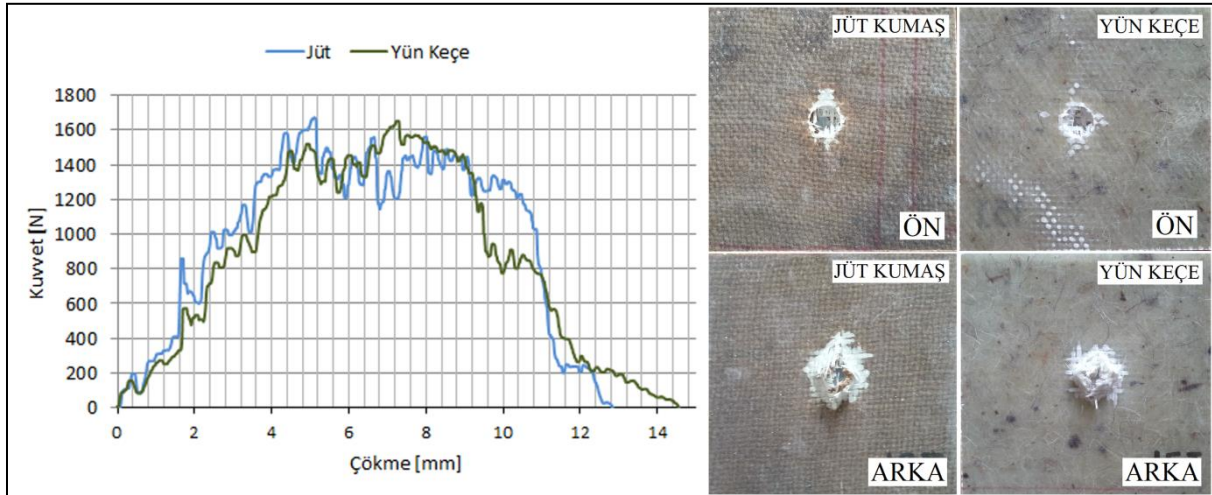 Jüt Yün Keçe
1800
1600
1400
1200
1000
800
600
400
200
0
Kuvvet [N]
0 2 4 6 8 10 12 14
Çökme [mm]
JÜT KUMAŞ
ÖN
YÜN KEÇE
ÖN
JÜT KUMAŞ
ARKA
YÜN KEÇE
ARKA